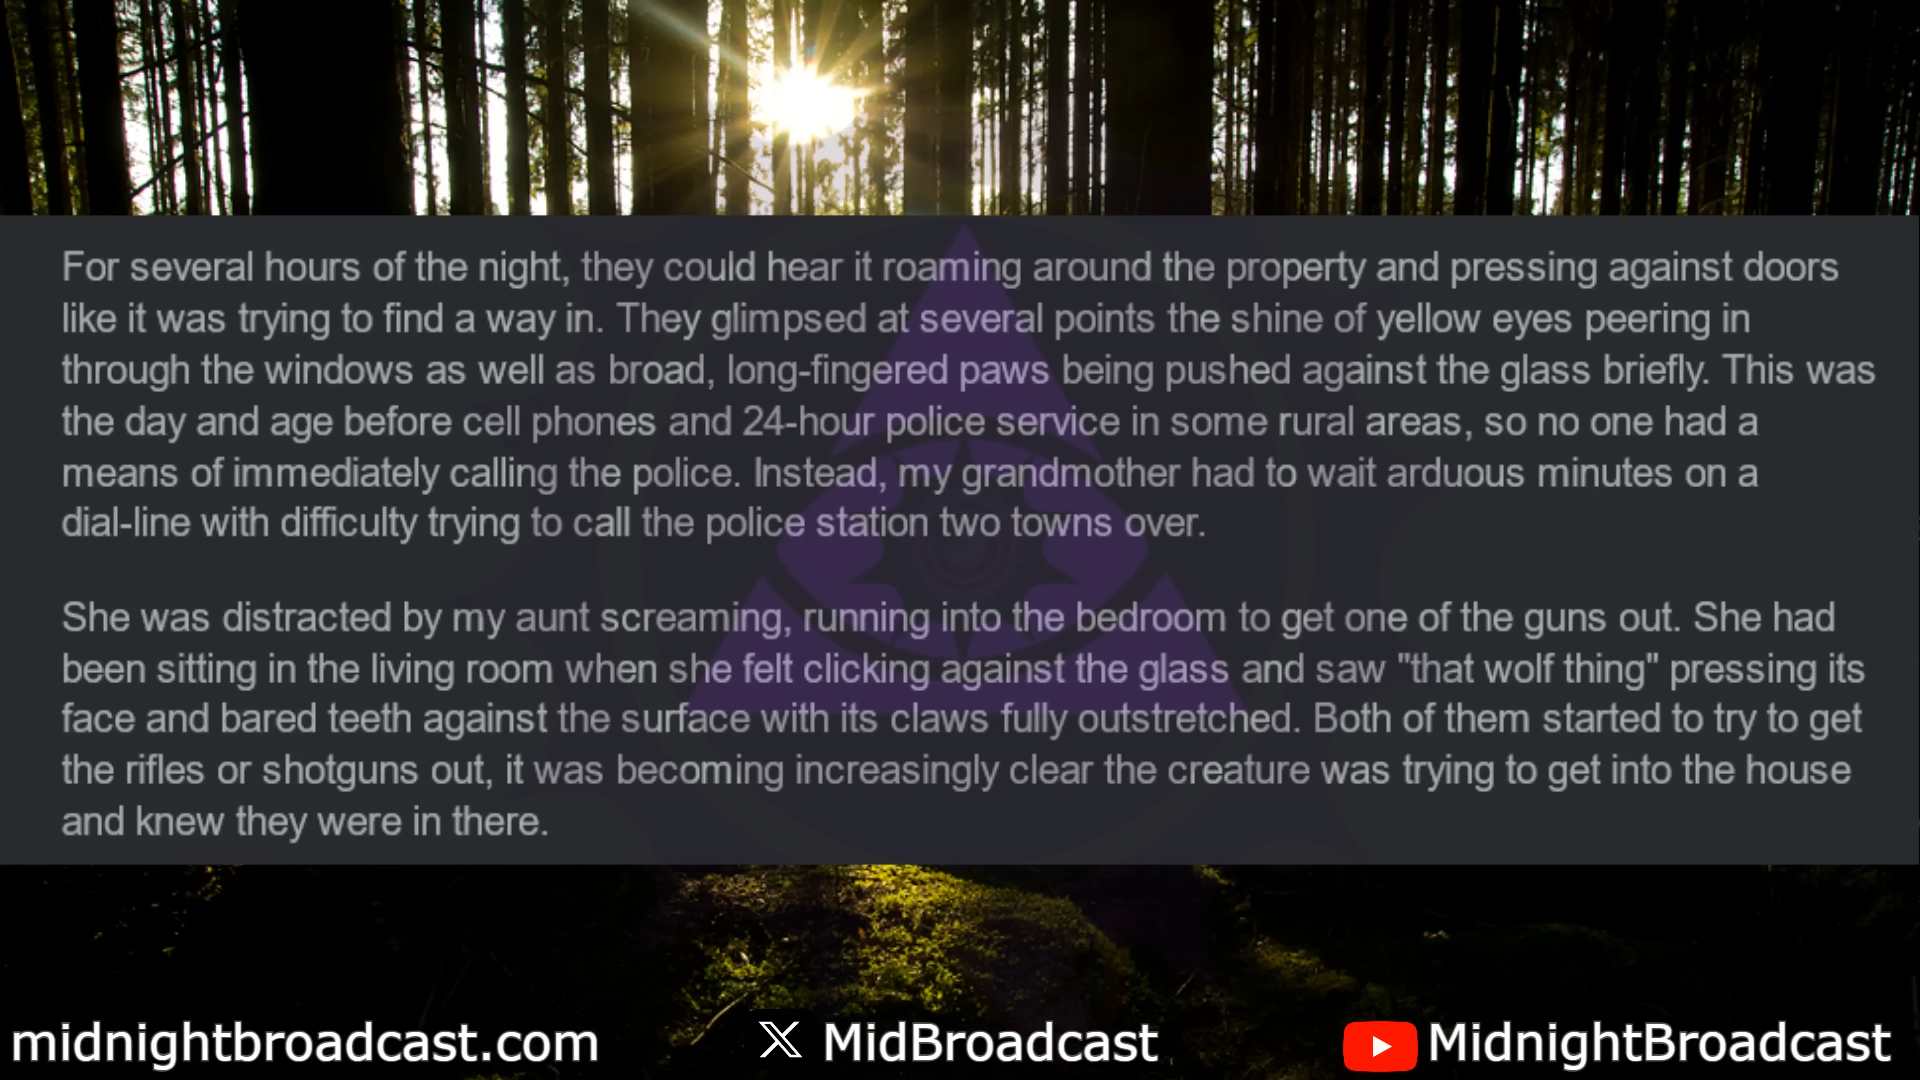 For several hours of the night, they could hear it roaming around the property and pressing against doors
like it was trying to find a way in. They glimpsed at several points the shine of yellow eyes peering in
through the windows as well as broad, long-fingered paws being pushed against the glass briefly. This was
the day and age before cell phones and 24-hour police service in some rural areas, so no one had a
means of immediately calling the police. Instead, my grandmother had to wait arduous minutes on a
dial-line with difficulty trying to call the police station two towns over.
She was distracted by my aunt screaming, running into the bedroom to get one of the guns out. She had
been sitting in the living room when she felt clicking against the glass and saw "that wolf thing" pressing its
face and bared teeth against the surface with its claws fully outstretched. Both of them started to try to get
the rifles or shotguns out, it was becoming increasingly clear the creature was trying to get into the house
and knew they were in there.
midnightbroadcast.com
MidBroadcast
MidnightBroadcast